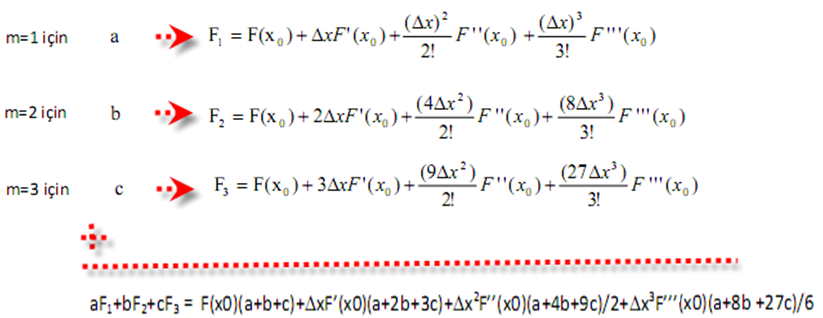 m=1 için a F₁ = F(x₀) + ΔxF'(x₀) + (Δx)²/2! F''(x₀) + (Δx)³/3! F'''(x₀)
m=2 için b F₂ = F(x₀) + 2ΔxF'(x₀) + (4Δx²)/2! F''(x₀) + (8Δx³)/3! F'''(x₀)
m=3 için c F₃ = F(x₀) + 3ΔxF'(x₀) + (9Δx²)/2! F''(x₀) + (27Δx³)/3! F'''(x₀)
+
aF₁+bF₂+cF₃ = F(x0)(a+b+c)+ΔxF′(x0)(a+2b+3c)+Δx²F′′(x0)(a+4b+9c)/2+Δx³F′′′(x0)(a+8b +27c)/6